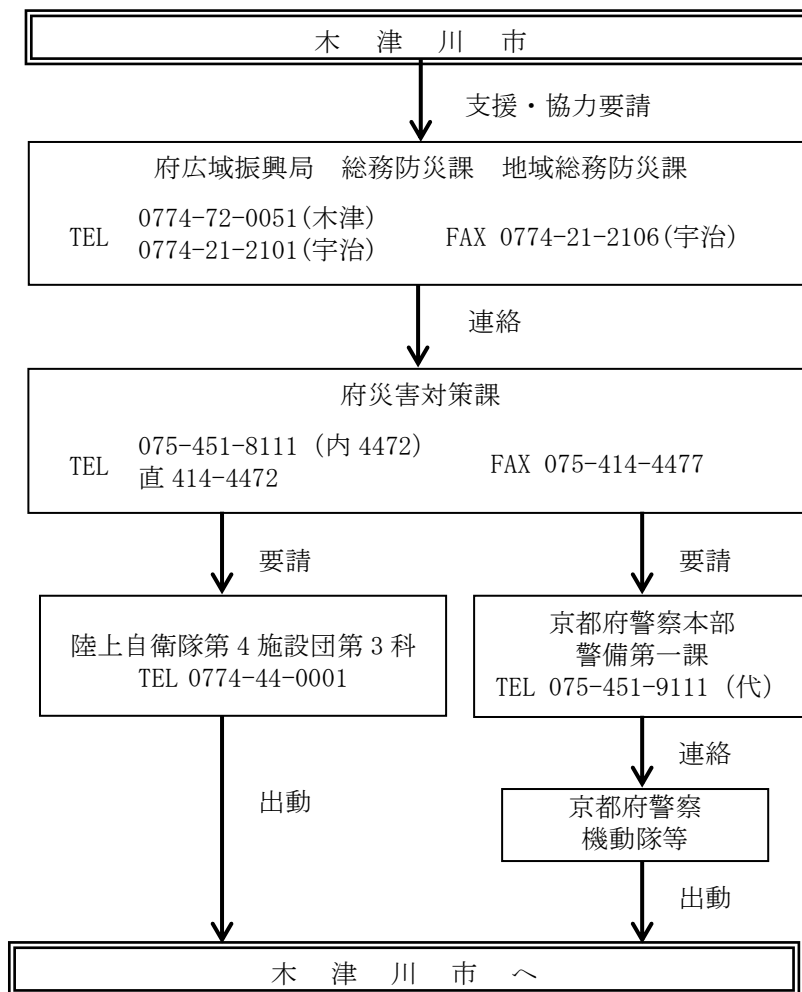 木 津 川 市
支援・協力要請
府広域振興局 総務防災課 地域総務防災課
TEL 0774-72-0051(木津)
0774-21-2101(宇治)
FAX 0774-21-2106(宇治)
連絡
府災害対策課
TEL 075-451-8111 (内 4472)
直 414-4472
FAX 075-414-4477
要請
要請
陸上自衛隊第 4 施設団第 3 科
TEL 0774-44-0001
京都府警察本部
警備第一課
TEL 075-451-9111 (代)
連絡
出動
京都府警察
機動隊等
出動
木 津 川 市 へ